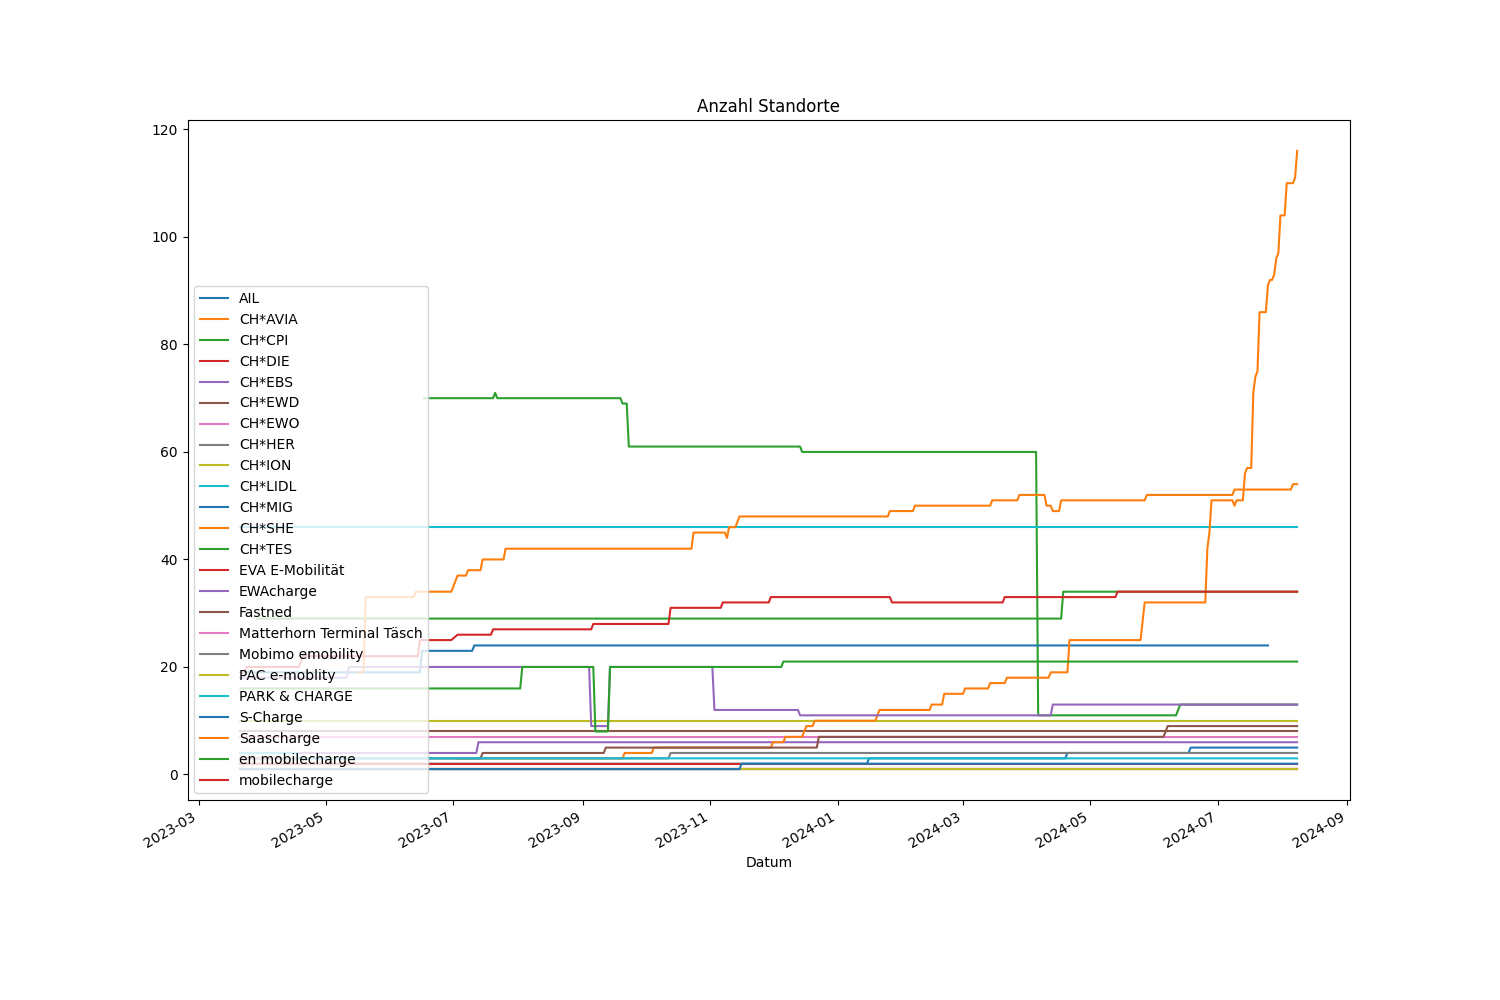 Anzahl Standorte
120
100
80
60
40
20
0
AIL
CH*AVIA
CH*CPI
CH*DIE
CH*EBS
CH*EWD
CH*EWO
CH*HER
CH*ION
CH*LIDL
CH*MIG
CH*SHE
CH*TES
EVA E-Mobilität
EWAcharge
Fastned
Matterhorn Terminal Täsch
Mobimo emobility
PAC e-moblity
PARK & CHARGE
S-Charge
Saascharge
en mobilecharge
mobilecharge
2023-03
2023-05
2023-07
2023-09
2023-11
2024-01
2024-03
2024-05
2024-07
2024-09
Datum